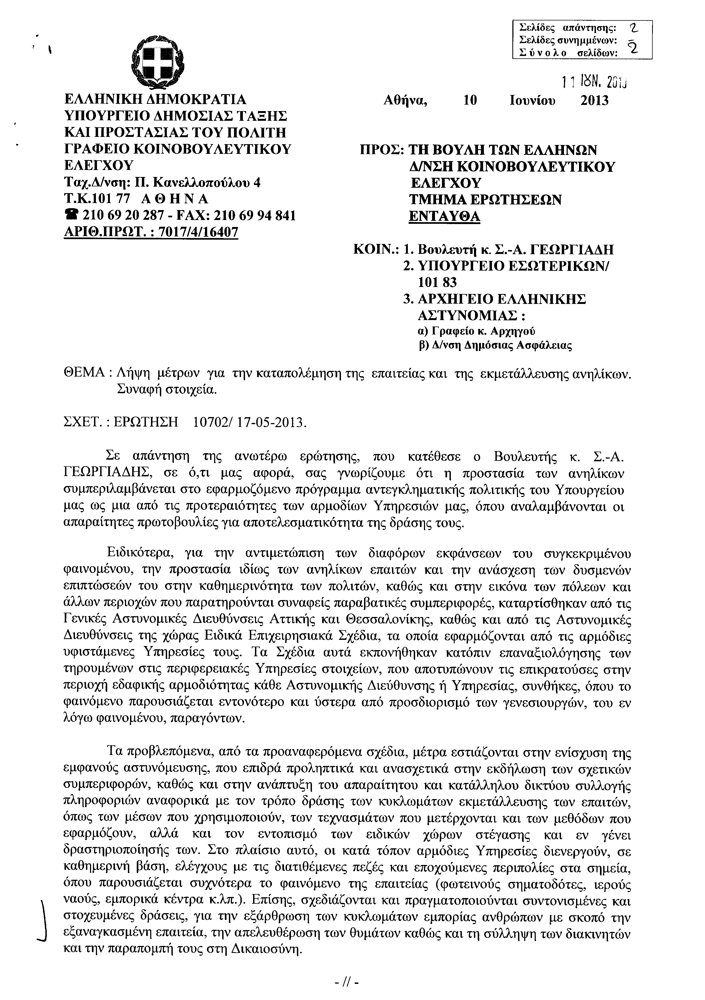 Σελίδες απάντησης: 2
Σελίδες συνημμένων: -
Σύνολο σελίδων: 2
11 ΙΟΥΝ. 2013
ΕΛΛΗΝΙΚΗ ΔΗΜΟΚΡΑΤΙΑ
ΥΠΟΥΡΓΕΙΟ ΔΗΜΟΣΙΑΣ ΤΑΞΗΣ
ΚΑΙ ΠΡΟΣΤΑΣΙΑΣ ΤΟΥ ΠΟΛΙΤΗ
ΓΡΑΦΕΙΟ ΚΟΙΝΟΒΟΥΛΕΥΤΙΚΟΥ
ΕΛΕΓΧΟΥ
Ταχ.Δ/νση: Π. Κανελλοπούλου 4
Τ.Κ.101 77 Α Θ Η Ν Α
☎ 210 69 20 287 - FAX: 210 69 94 841
ΑΡΙΘ.ΠΡΩΤ. : 7017/4/16407
Αθήνα, 10 Ιουνίου 2013
ΠΡΟΣ: ΤΗ ΒΟΥΛΗ ΤΩΝ ΕΛΛΗΝΩΝ
Δ/ΝΣΗ ΚΟΙΝΟΒΟΥΛΕΥΤΙΚΟΥ
ΕΛΕΓΧΟΥ
ΤΜΗΜΑ ΕΡΩΤΗΣΕΩΝ
ΕΝΤΑΥΘΑ
ΚΟΙΝ.: 1. Βουλευτή κ. Σ.-Α. ΓΕΩΡΓΙΑΔΗ
2. ΥΠΟΥΡΓΕΙΟ ΕΣΩΤΕΡΙΚΩΝ/
101 83
3. ΑΡΧΗΓΕΙΟ ΕΛΛΗΝΙΚΗΣ
ΑΣΤΥΝΟΜΙΑΣ :
α) Γραφείο κ. Αρχηγού
β) Δ/νση Δημόσιας Ασφάλειας
ΘΕΜΑ : Λήψη μέτρων για την καταπολέμηση της επαιτείας και της εκμετάλλευσης ανηλίκων.
Συναφή στοιχεία.
ΣΧΕΤ. : ΕΡΩΤΗΣΗ 10702/ 17-05-2013.
Σε απάντηση της ανωτέρω ερώτησης, που κατέθεσε ο Βουλευτής κ. Σ.-Α.
ΓΕΩΡΓΙΑΔΗΣ, σε ό,τι μας αφορά, σας γνωρίζουμε ότι η προστασία των ανηλίκων
συμπεριλαμβάνεται στο εφαρμοζόμενο πρόγραμμα αντεγκληματικής πολιτικής του Υπουργείου
μας ως μια από τις προτεραιότητες των αρμοδίων Υπηρεσιών μας, όπου αναλαμβάνονται οι
απαραίτητες πρωτοβουλίες για αποτελεσματικότητα της δράσης τους.
Ειδικότερα, για την αντιμετώπιση των διαφόρων εκφάνσεων του συγκεκριμένου
φαινομένου, την προστασία ιδίως των ανηλίκων επαιτών και την ανάσχεση των δυσμενών
επιπτώσεών του στην καθημερινότητα των πολιτών, καθώς και στην εικόνα των πόλεων και
άλλων περιοχών που παρατηρούνται συναφείς παραβατικές συμπεριφορές, καταρτίσθηκαν από τις
Γενικές Αστυνομικές Διευθύνσεις Αττικής και Θεσσαλονίκης, καθώς και από τις Αστυνομικές
Διευθύνσεις της χώρας Ειδικά Επιχειρησιακά Σχέδια, τα οποία εφαρμόζονται από τις αρμόδιες
υφιστάμενες Υπηρεσίες τους. Τα Σχέδια αυτά εκπονήθηκαν κατόπιν επαναξιολόγησης των
τηρουμένων στις περιφερειακές Υπηρεσίες στοιχείων, που αποτυπώνουν τις επικρατούσες στην
περιοχή εδαφικής αρμοδιότητας κάθε Αστυνομικής Διεύθυνσης ή Υπηρεσίας, συνθήκες, όπου το
φαινόμενο παρουσιάζεται εντονότερο και ύστερα από προσδιορισμό των γενεσιουργών, του εν
λόγω φαινομένου, παραγόντων.
Τα προβλεπόμενα, από τα προαναφερόμενα σχέδια, μέτρα εστιάζονται στην ενίσχυση της
εμφανούς αστυνόμευσης, που επιδρά προληπτικά και ανασχετικά στην εκδήλωση των σχετικών
συμπεριφορών, καθώς και στην ανάπτυξη του απαραίτητου και κατάλληλου δικτύου συλλογής
πληροφοριών αναφορικά με τον τρόπο δράσης των κυκλωμάτων εκμετάλλευσης των επαιτών,
όπως των μέσων που χρησιμοποιούν, των τεχνασμάτων που μετέρχονται και των μεθόδων που
εφαρμόζουν, αλλά και τον εντοπισμό των ειδικών χώρων στέγασης και εν γένει
δραστηριοποίησής των. Στο πλαίσιο αυτό, οι κατά τόπον αρμόδιες Υπηρεσίες διενεργούν, σε
καθημερινή βάση, ελέγχους με τις διατιθέμενες πεζές και εποχούμενες περιπολίες στα σημεία,
όπου παρουσιάζεται συχνότερα το φαινόμενο της επαιτείας (φωτεινούς σηματοδότες, ιερούς
ναούς, εμπορικά κέντρα κ.λπ.). Επίσης, σχεδιάζονται και πραγματοποιούνται συντονισμένες και
στοχευμένες δράσεις, για την εξάρθρωση των κυκλωμάτων εμπορίας ανθρώπων με σκοπό την
εξαναγκασμένη επαιτεία, την απελευθέρωση των θυμάτων καθώς και τη σύλληψη των διακινητών
και την παραπομπή τους στη Δικαιοσύνη.
- // -